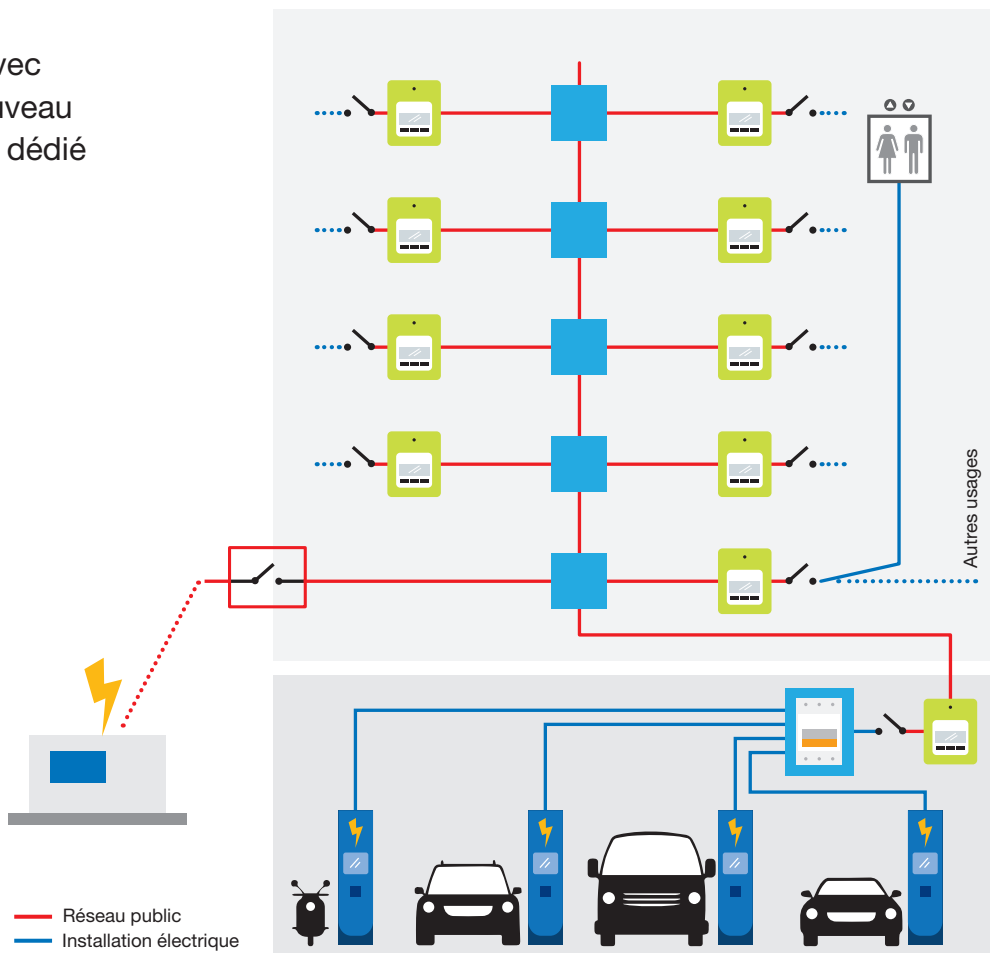 vec
uveau
dédié
Autres usages
Réseau public
Installation électrique